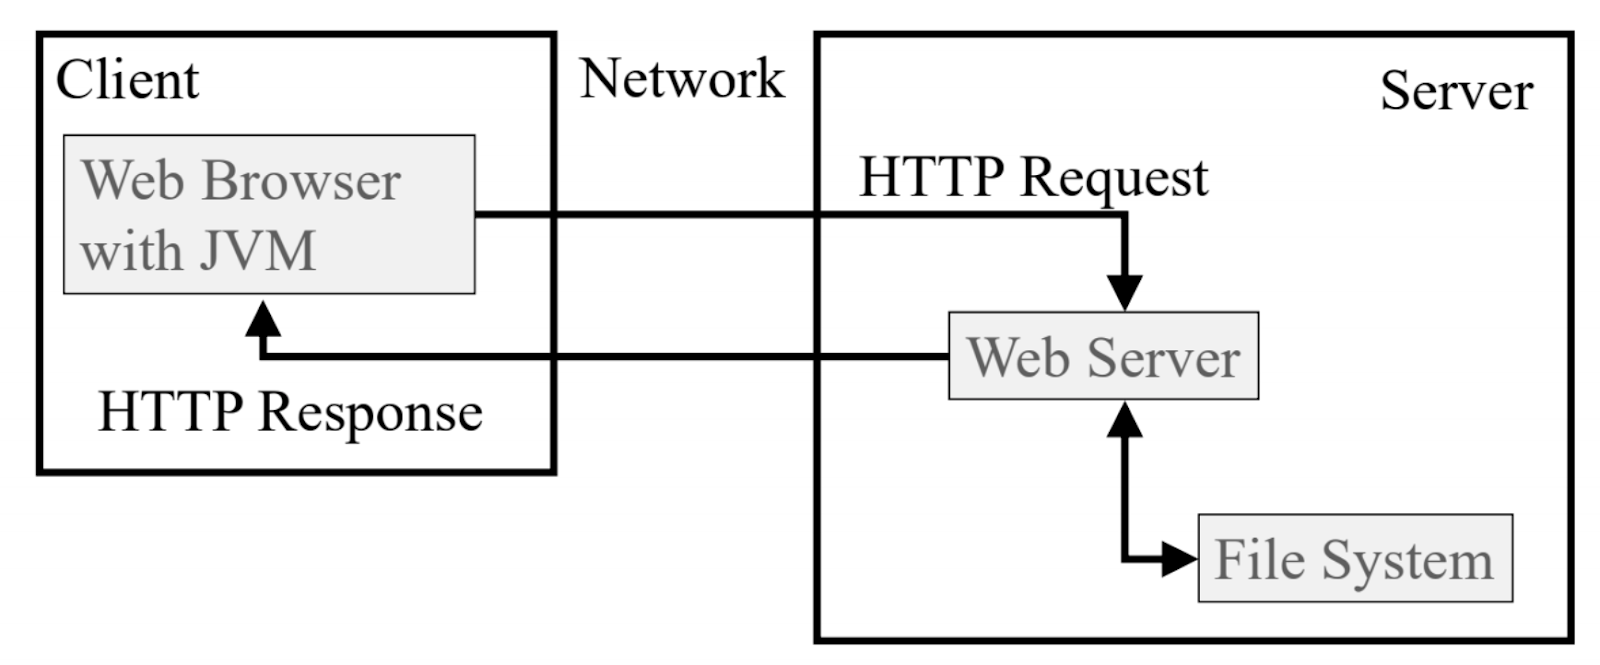 Client
Network
Server
Web Browser
with JVM
HTTP Request
Web Server
HTTP Response
File System